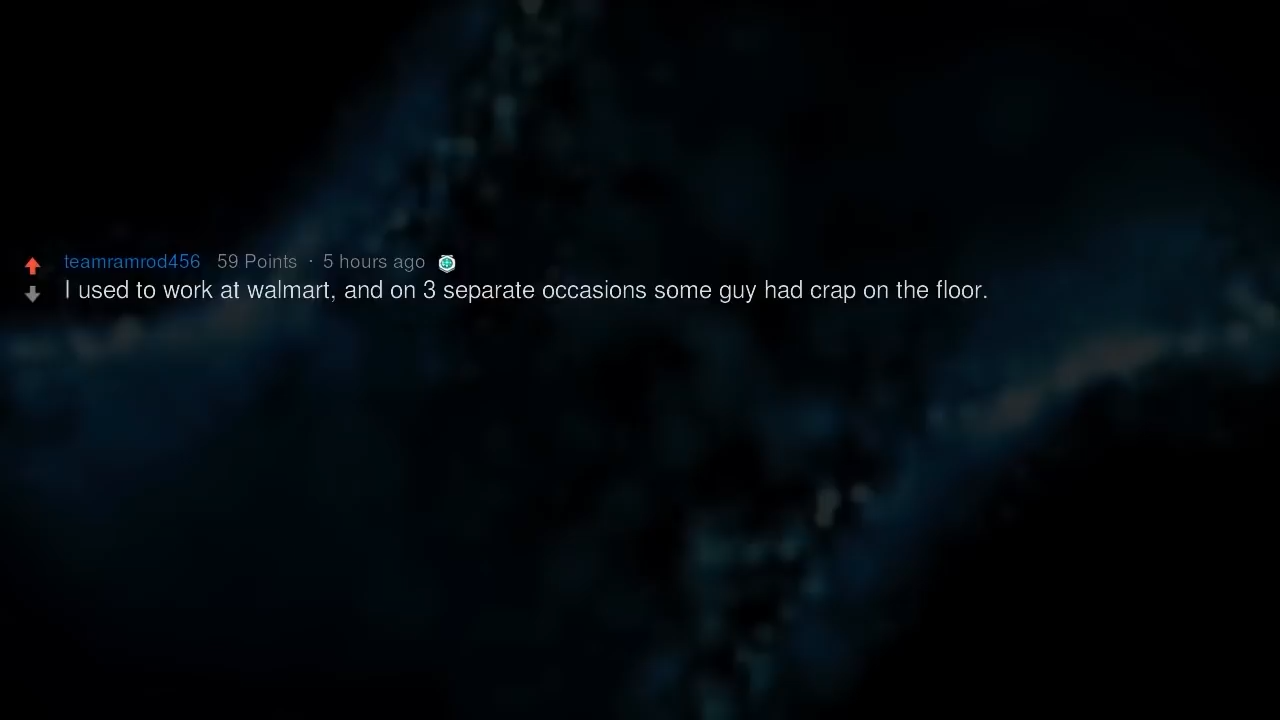 teamramrod456 59 Points · 5 hours ago
I used to work at walmart, and on 3 separate occasions some guy had crap on the floor.